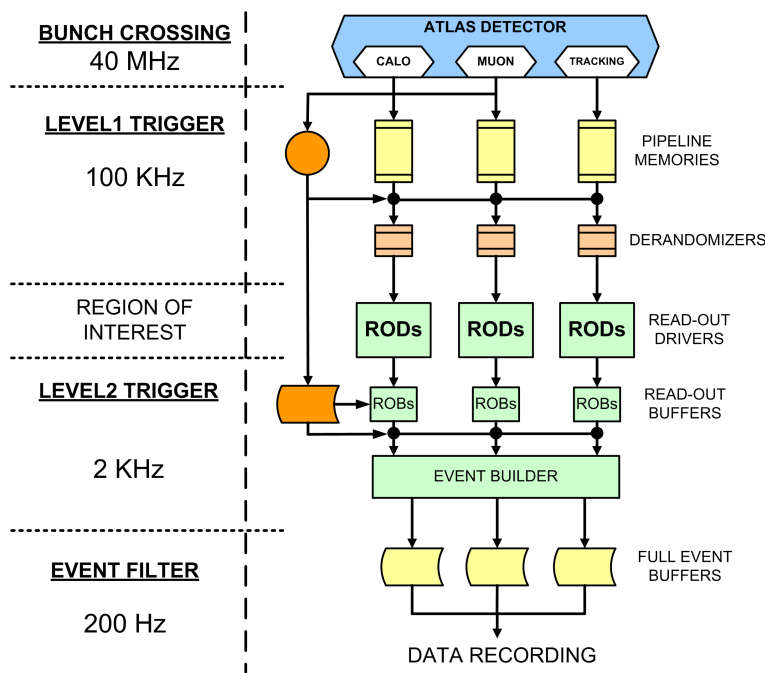 BUNCH CROSSING
40 MHz
ATLAS DETECTOR
CALO
MUON
TRACKING
LEVEL1 TRIGGER
100 KHz
PIPELINE
MEMORIES
DERANDOMIZERS
REGION OF
INTEREST
RODs
RODs
RODs
READ-OUT
DRIVERS
LEVEL2 TRIGGER
2 KHz
ROBs
ROBs
ROBs
READ-OUT
BUFFERS
EVENT BUILDER
EVENT FILTER
200 Hz
FULL EVENT
BUFFERS
DATA RECORDING